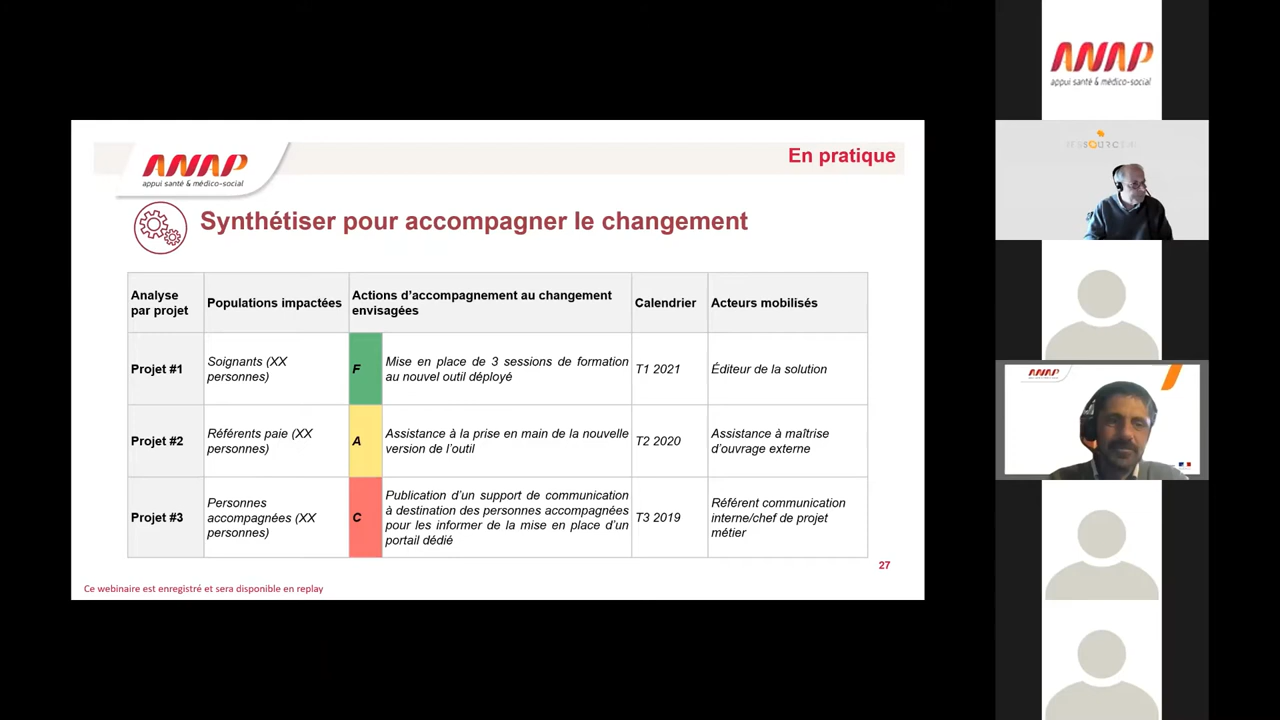 ANAP
appui santé & médico-social
En pratique
Synthétiser pour accompagner le changement
Analyse
par projet
Populations impactées
Actions d’accompagnement au changement
envisagées
Calendrier
Acteurs mobilisés
Projet #1
Soignants (XX
personnes)
F
Mise en place de 3 sessions de formation
au nouvel outil déployé
T1 2021
Éditeur de la solution
Projet #2
Référents paie (XX
personnes)
A
Assistance à la prise en main de la nouvelle
version de l’outil
T2 2020
Assistance à maîtrise
d’ouvrage externe
Projet #3
Personnes
accompagnées (XX
personnes)
C
Publication d’un support de communication
à destination des personnes accompagnées
pour les informer de la mise en place d’un
portail dédié
T3 2019
Référent communication
interne/chef de projet
métier
27
Ce webinaire est enregistré et sera disponible en replay
ANAP
appui santé & médico-social
ANAP